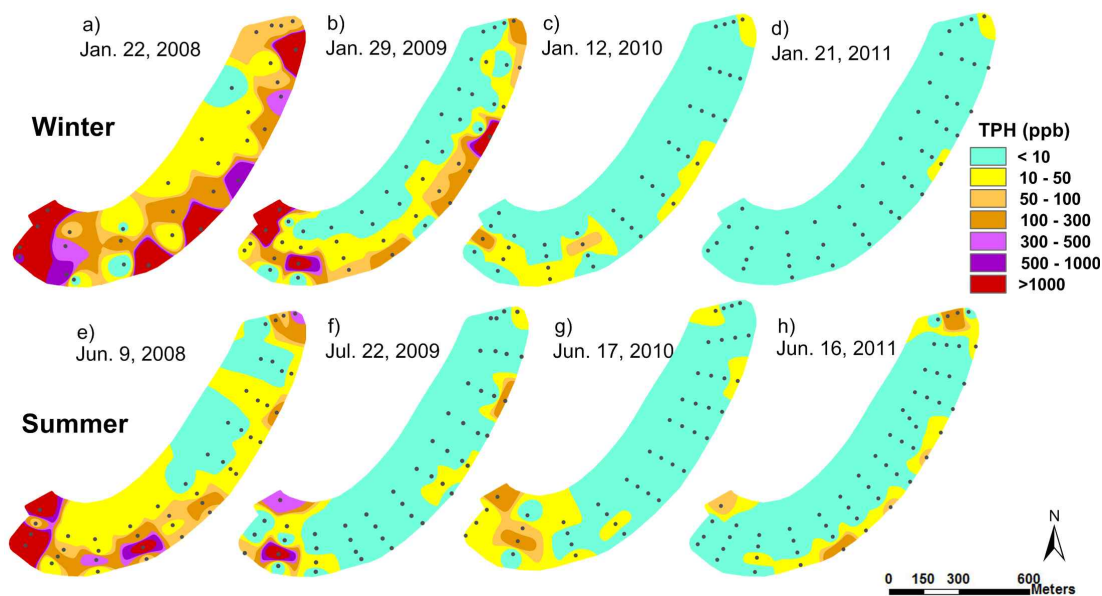 a)
Jan. 22, 2008
b)
Jan. 29, 2009
c)
Jan. 12, 2010
d)
Jan. 21, 2011
Winter
TPH (ppb)
< 10
10 - 50
50 - 100
100 - 300
300 - 500
500 - 1000
>1000
e)
Jun. 9, 2008
f)
Jul. 22, 2009
g)
Jun. 17, 2010
h)
Jun. 16, 2011
Summer
N
0 150 300 600
Meters